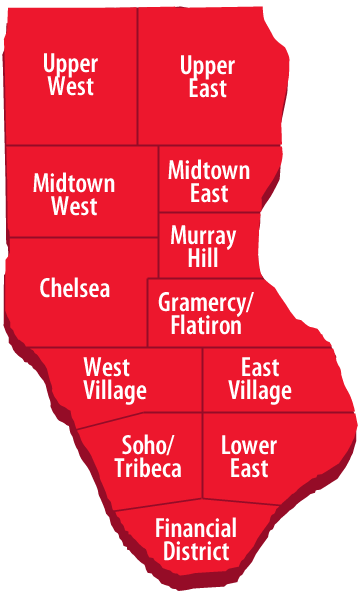 Upper
West
Upper
East
Midtown
West
Midtown
East
Murray
Hill
Chelsea
Gramercy/
Flatiron
West
Village
East
Village
Soho/
Tribeca
Lower
East
Financial
District